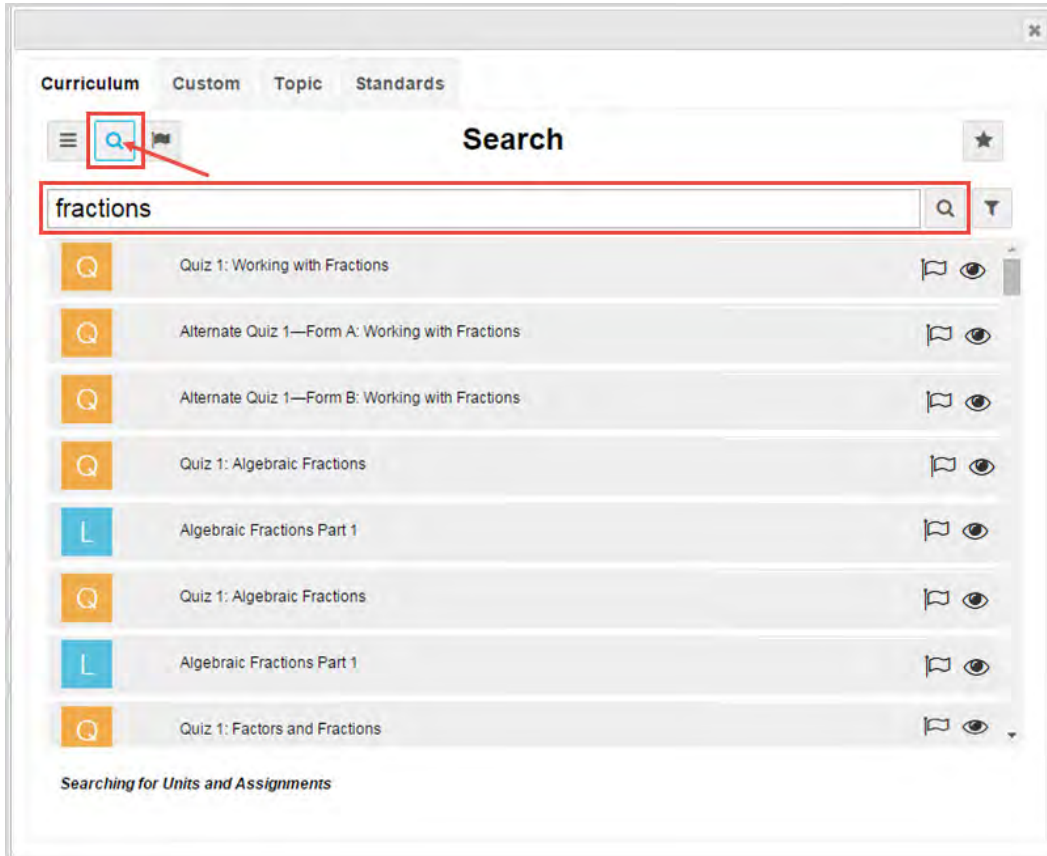 Curriculum Custom Topic Standards
Search
fractions
Q Quiz 1: Working with Fractions
Q Alternate Quiz 1—Form A: Working with Fractions
Q Alternate Quiz 1—Form B: Working with Fractions
Q Quiz 1: Algebraic Fractions
L Algebraic Fractions Part 1
Q Quiz 1: Algebraic Fractions
L Algebraic Fractions Part 1
Q Quiz 1: Factors and Fractions
Searching for Units and Assignments